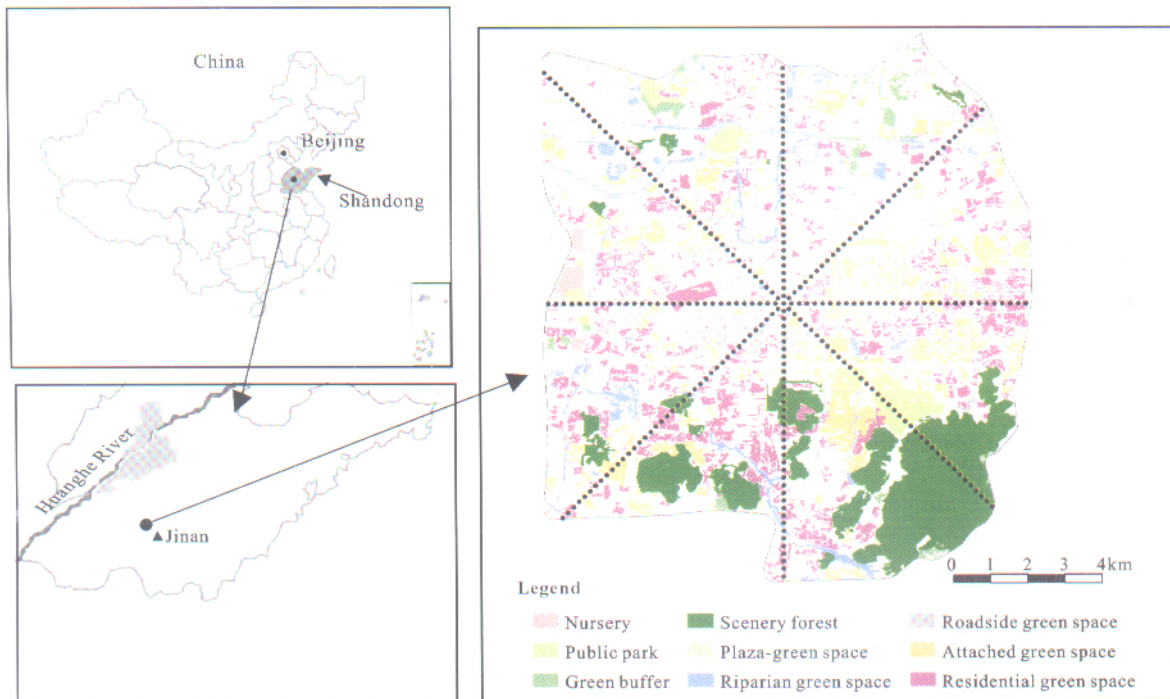 China
Beijing
Shandong
Huanghe River
▲Jinan
0 1 2 3 4km
Legend
Nursery
Scenery forest
Roadside green space
Public park
Plaza-green space
Attached green space
Green buffer
Riparian green space
Residential green space